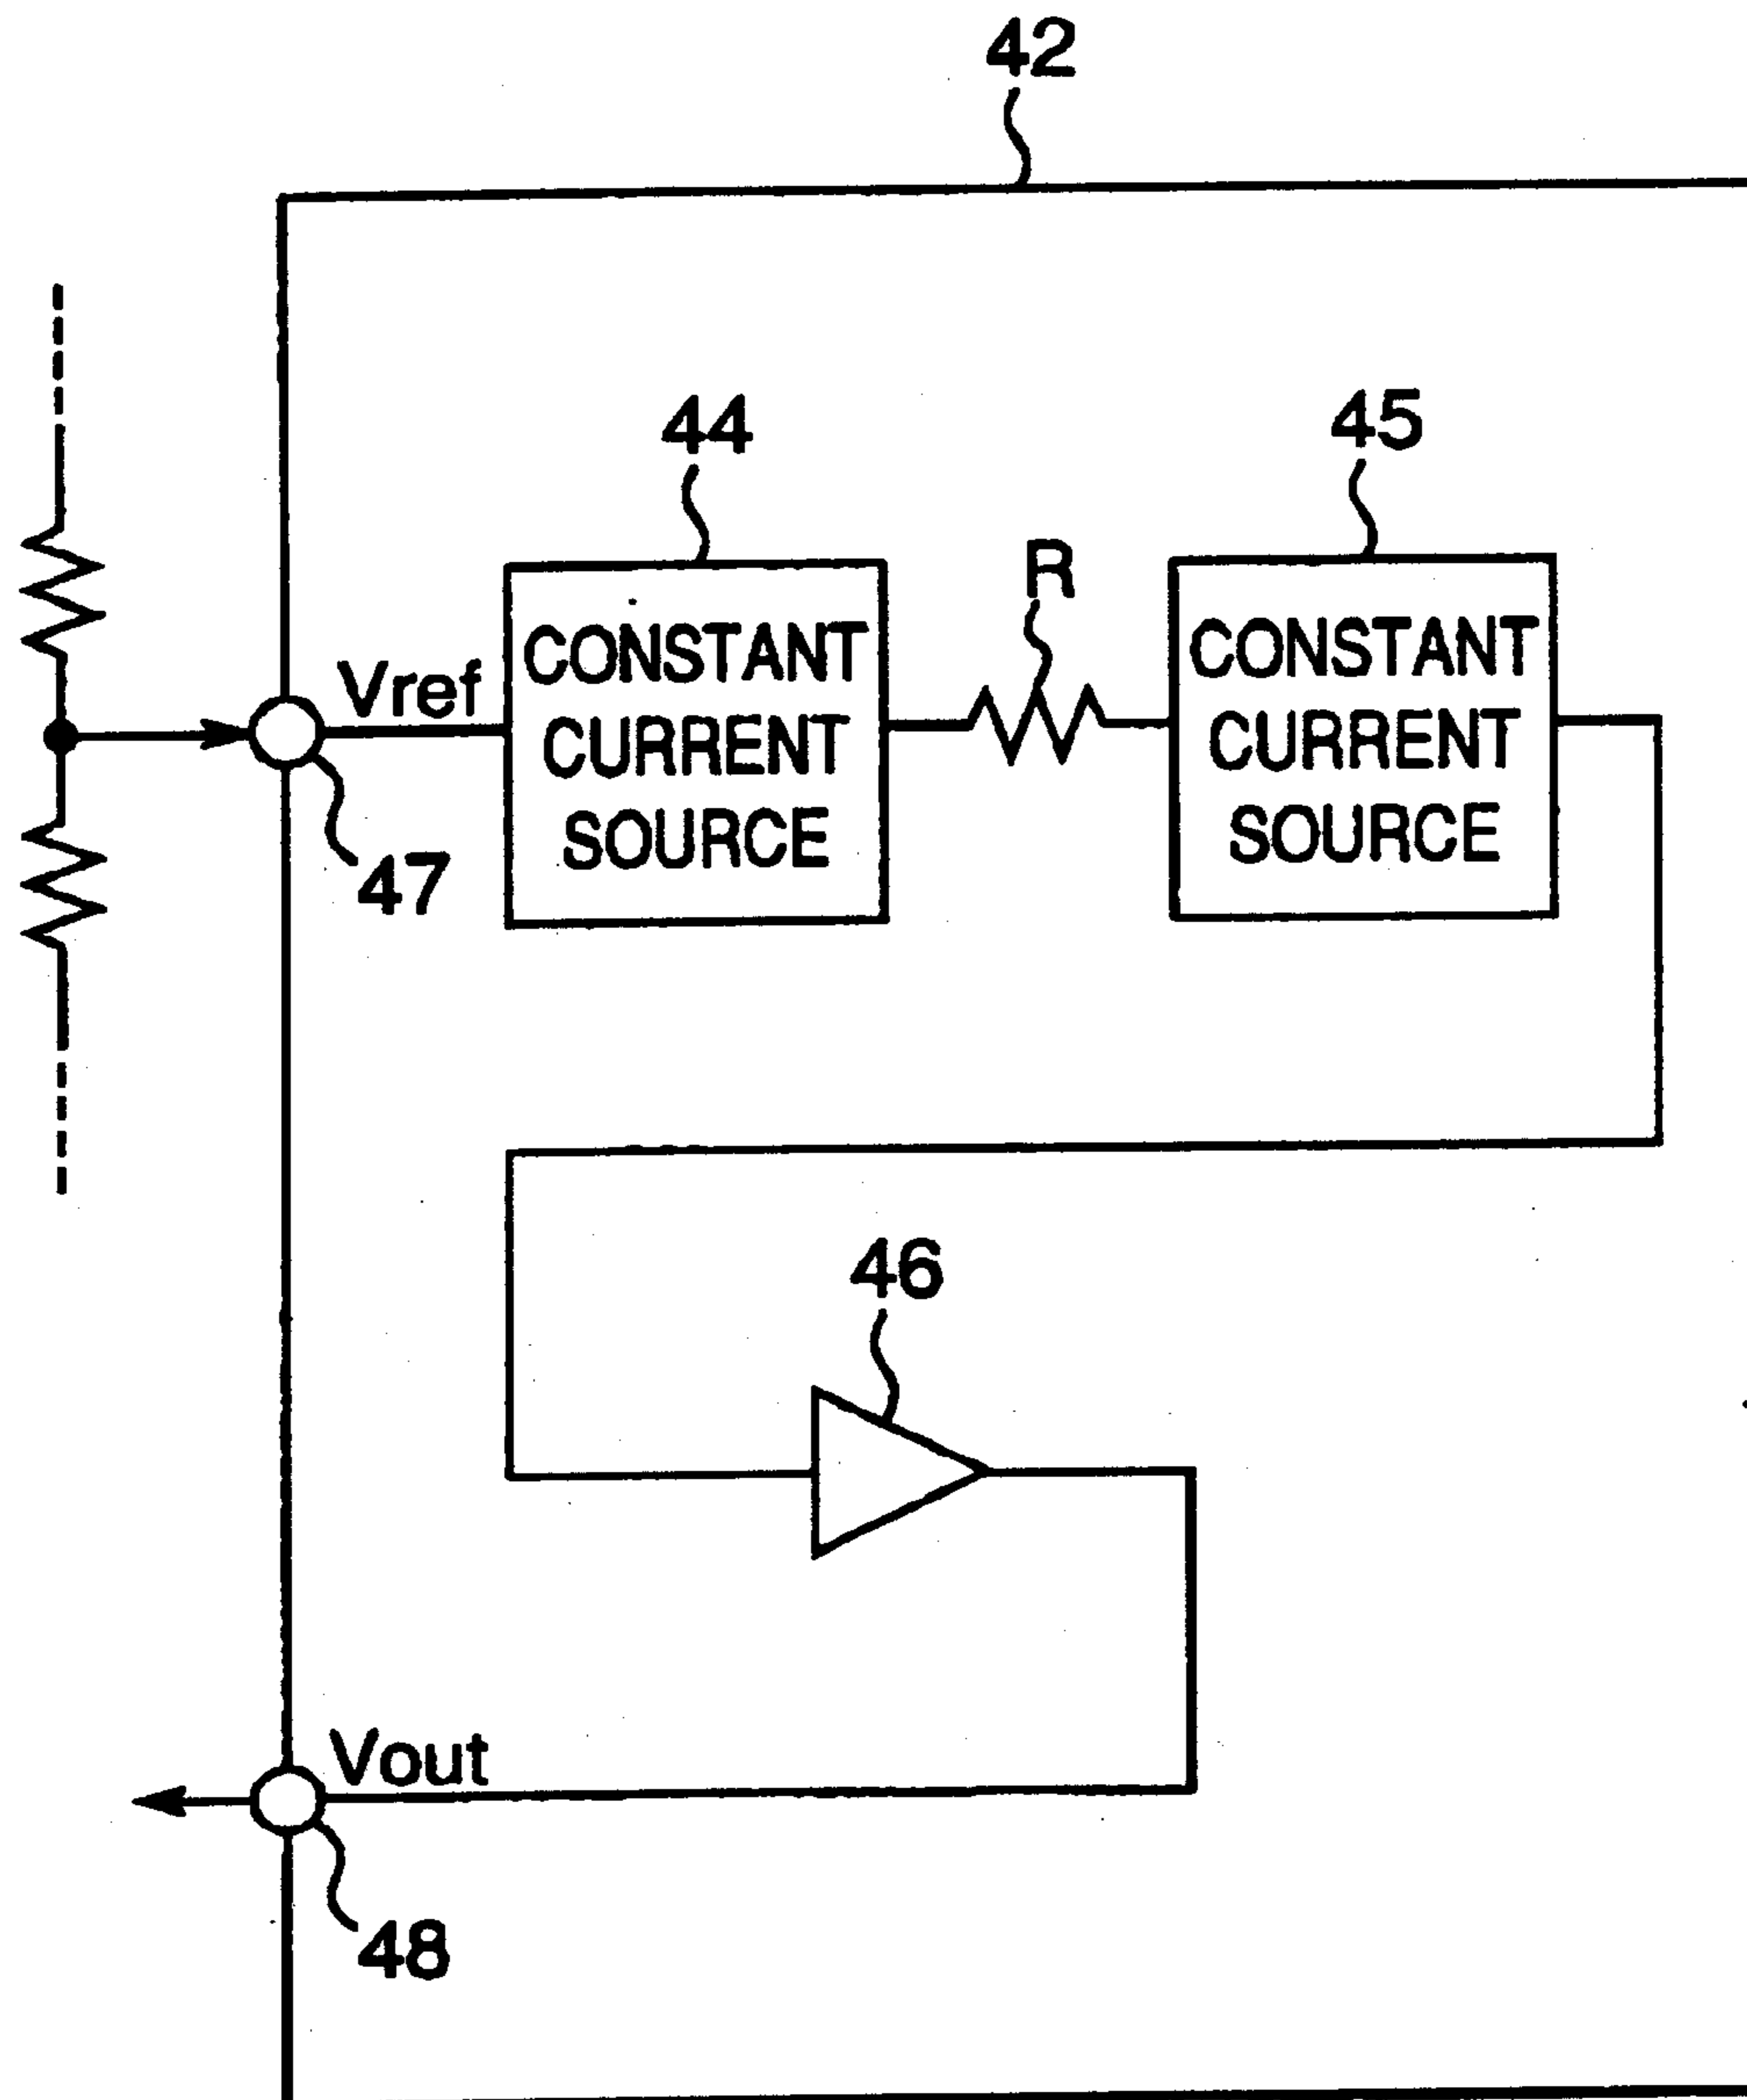 42
44
45
R
CONSTANT
CURRENT
SOURCE
CONSTANT
CURRENT
SOURCE
Vref
47
46
Vout
48